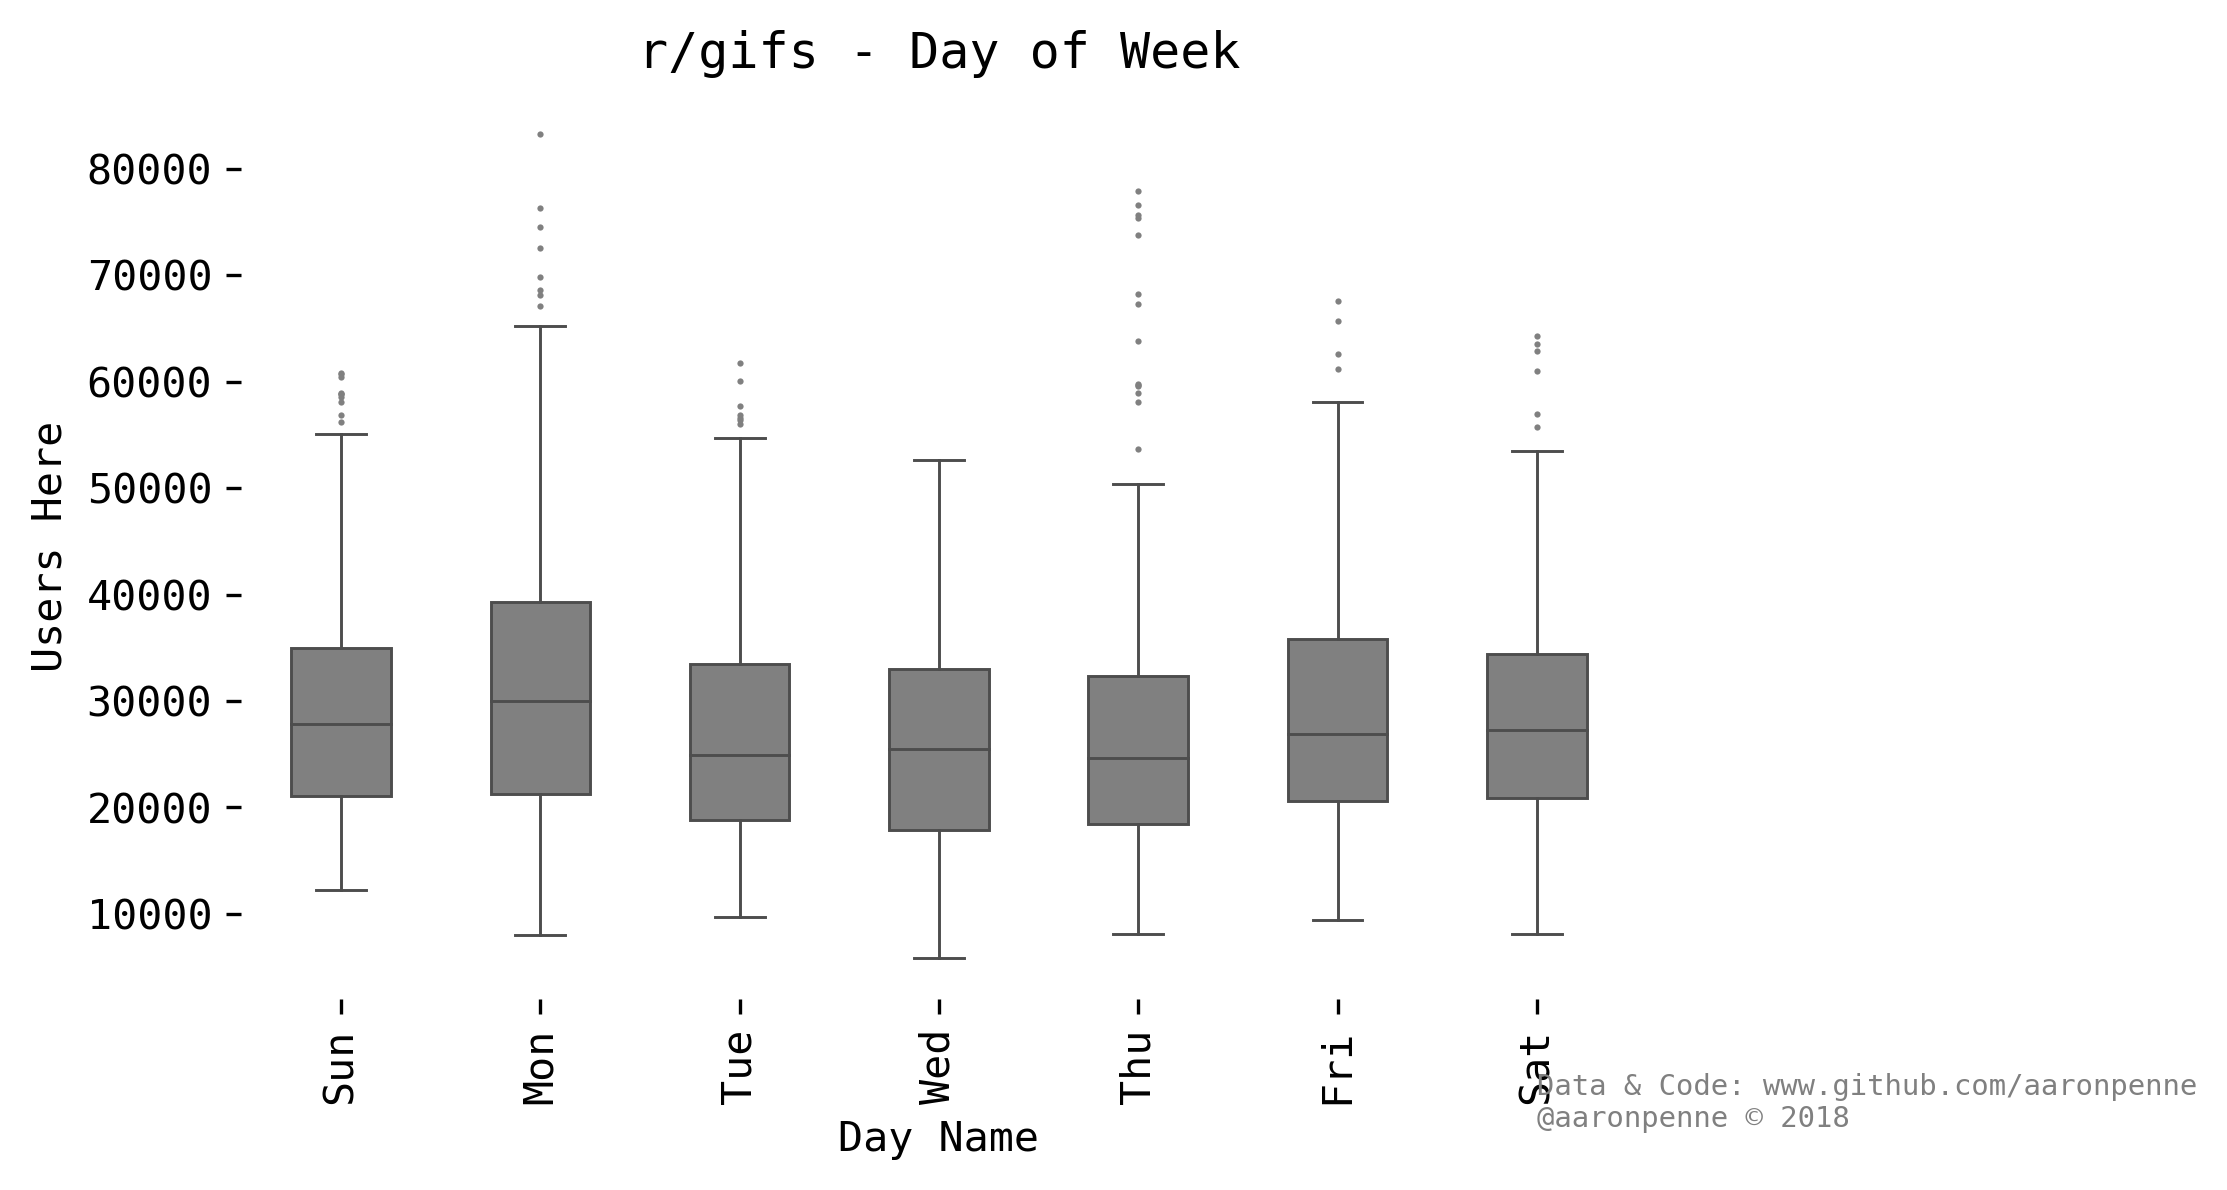 r/gifs - Day of Week
80000
70000
60000
50000
40000
30000
20000
10000
Users Here
Sun
Mon
Tue
Wed
Thu
Fri
Sat
Day Name
Data & Code: www.github.com/aaronpenne
@aaronpenne © 2018